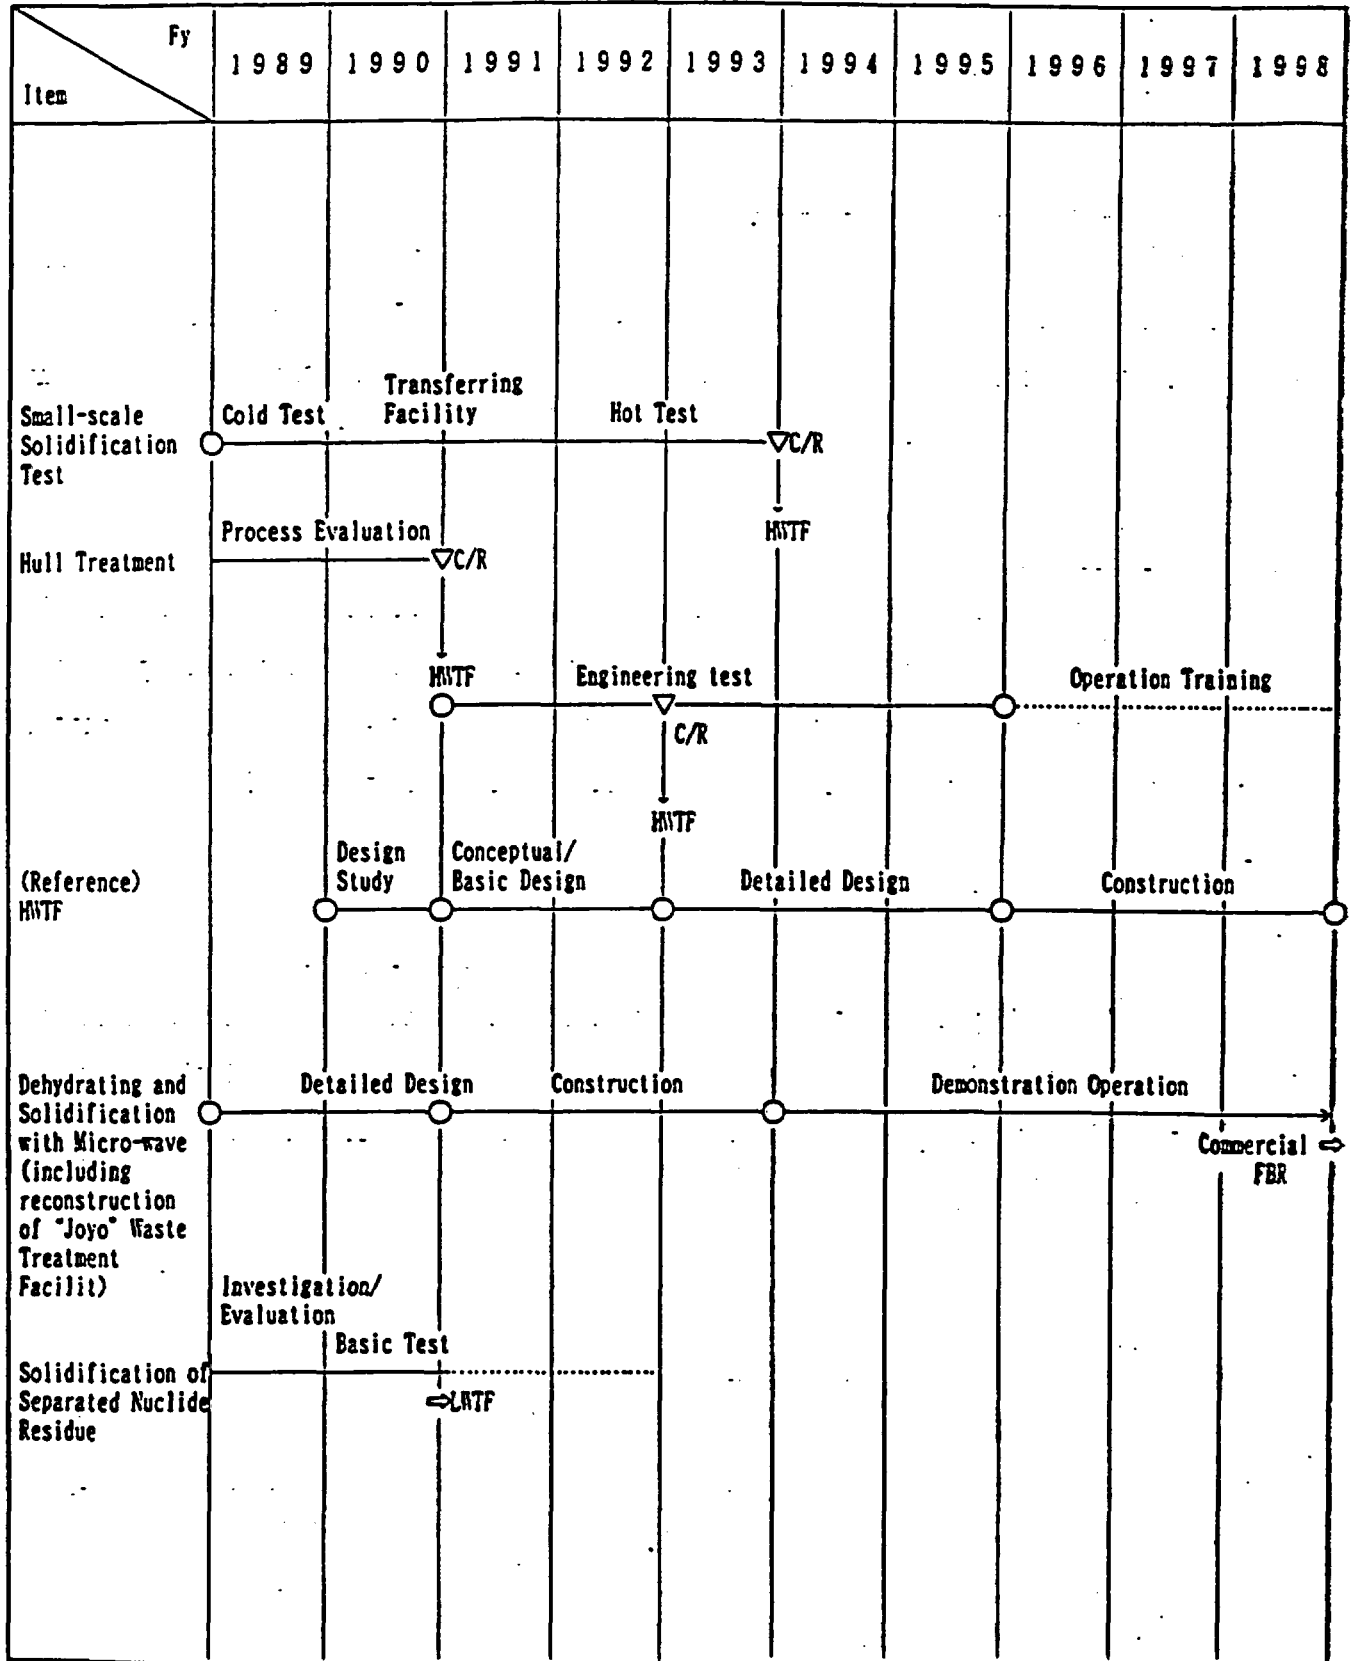 Fy
Item
1989 1990 1991 1992 1993 1994 1995 1996 1997 1998
Small-scale
Solidification
Test
Cold Test
Transferring
Facility
Hot Test
C/R
HWTF
Hull Treatment
Process Evaluation
C/R
HWTF
Engineering test
C/R
HWTF
Operation Training
(Reference)
HWTF
Design
Study
Conceptual/
Basic Design
Detailed Design
Construction
Dehydrating and
Solidification
with Micro-wave
(including
reconstruction
of "Joyo" Waste
Treatment
Facilit)
Detailed Design
Construction
Demonstration Operation
Commercial ⇨
FBR
Solidification of
Separated Nuclide
Residue
Investigation/
Evaluation
Basic Test
⇨LWTF